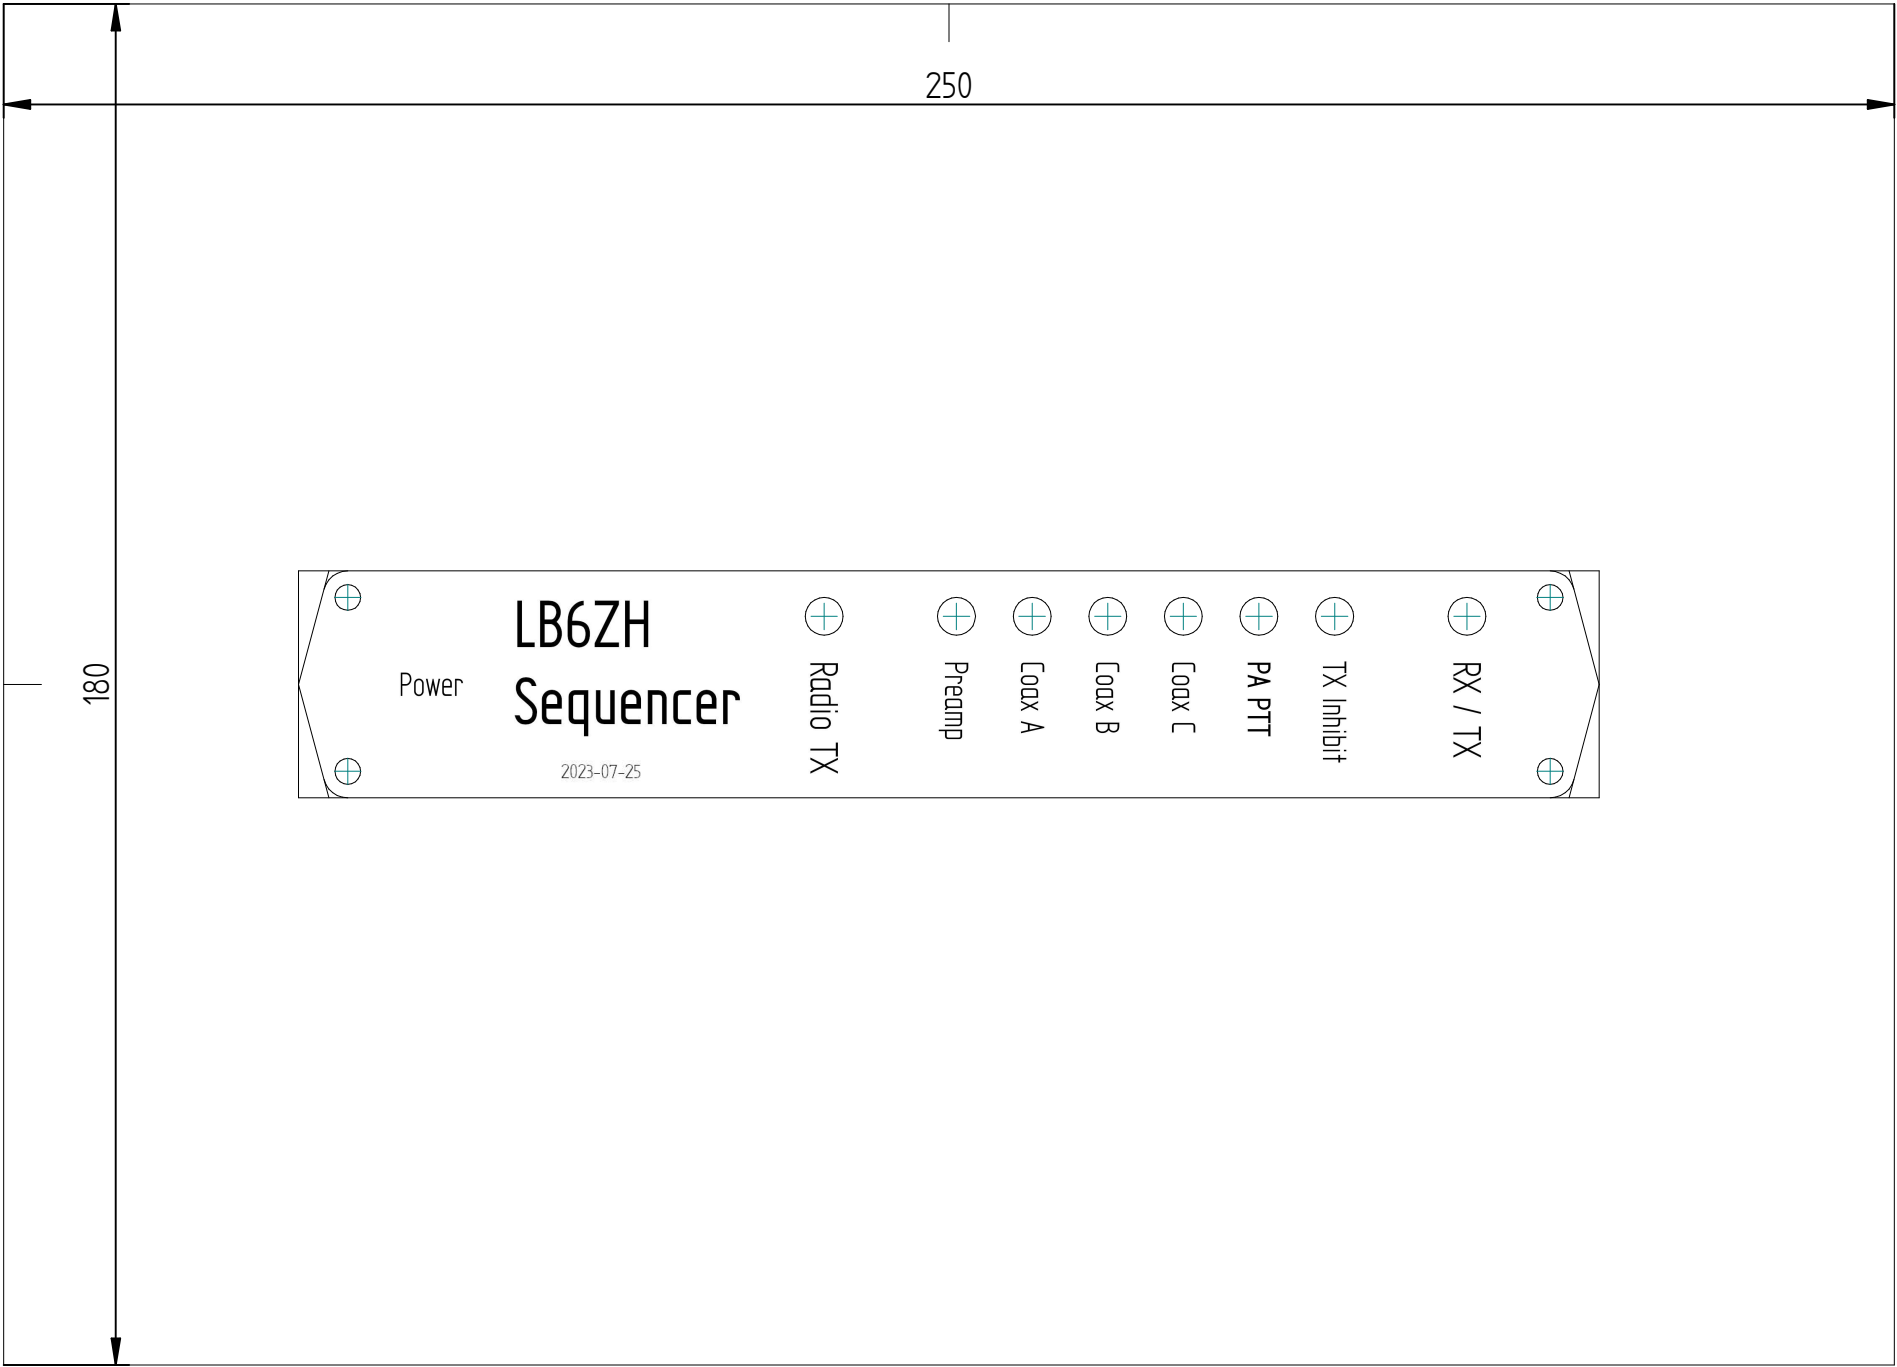 250
180
LB6ZH
Sequencer
Power
2023-07-25
Radio TX
Preamp
Coax A
Coax B
Coax C
PA PTT
TX Inhibit
RX / TX